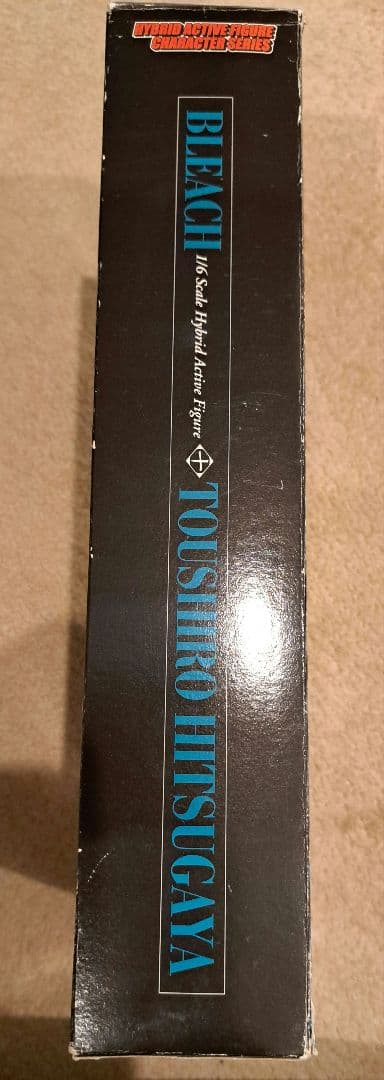 HYBRID ACTIVE FIGURE
CHARACTER SERIES
BLEACH 1/6 Scale Hybrid Active Figure TOUSHIRO HITSUGAYA